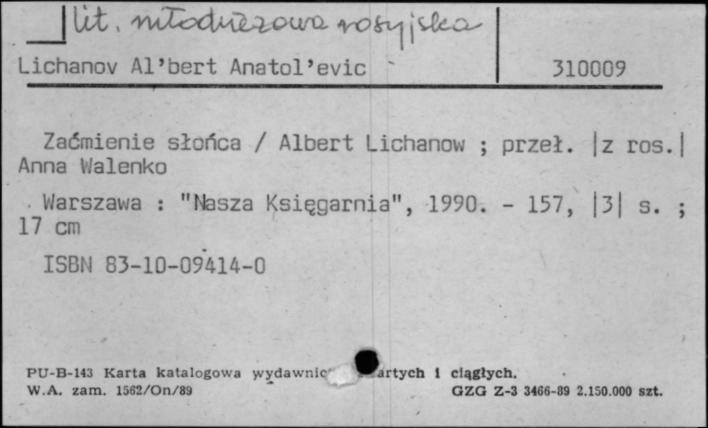 lit. młodzieżowa rosyjska
Lichanov Al'bert Anatol'evic
310009
Zaćmienie słońca / Albert Lichanow ; przeł. |z ros.|
Anna Walenko
Warszawa : "Nasza Księgarnia", 1990. - 157, |3| s. ;
17 cm
ISBN 83-10-09414-0
PU-B-143 Karta katalogowa i ciągłych.
W.A. zam. 1562/On/89
GZG Z-3 3466-89 2.150.000 szt.